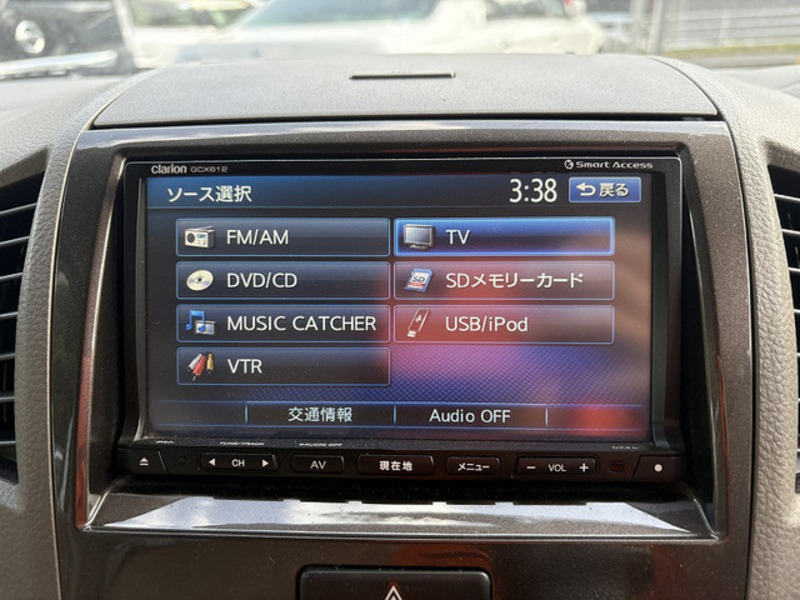 clarion GCX612
Smart Access
ソース選択
3:38
戻る
FM/AM
TV
DVD/CD
SD
SDメモリーカード
MUSIC CATCHER
USB/iPod
VTR
交通情報
Audio OFF
CH
AV
現在地
メニュー
− VOL +